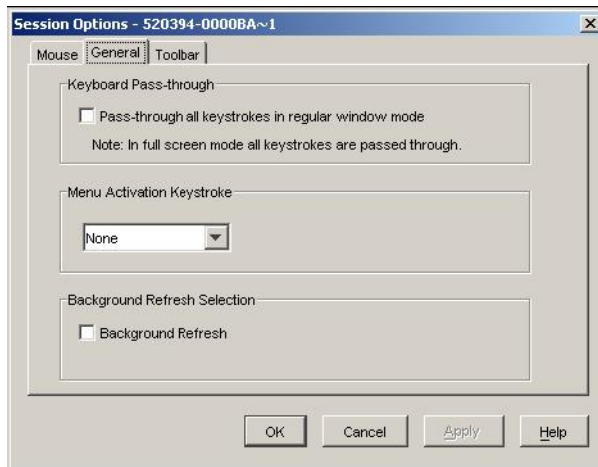 Session Options - 520394-0000BA~1
Mouse General Toolbar
Keyboard Pass-through
Pass-through all keystrokes in regular window mode
Note: In full screen mode all keystrokes are passed through.
Menu Activation Keystroke
None
Background Refresh Selection
Background Refresh
OK Cancel Apply Help